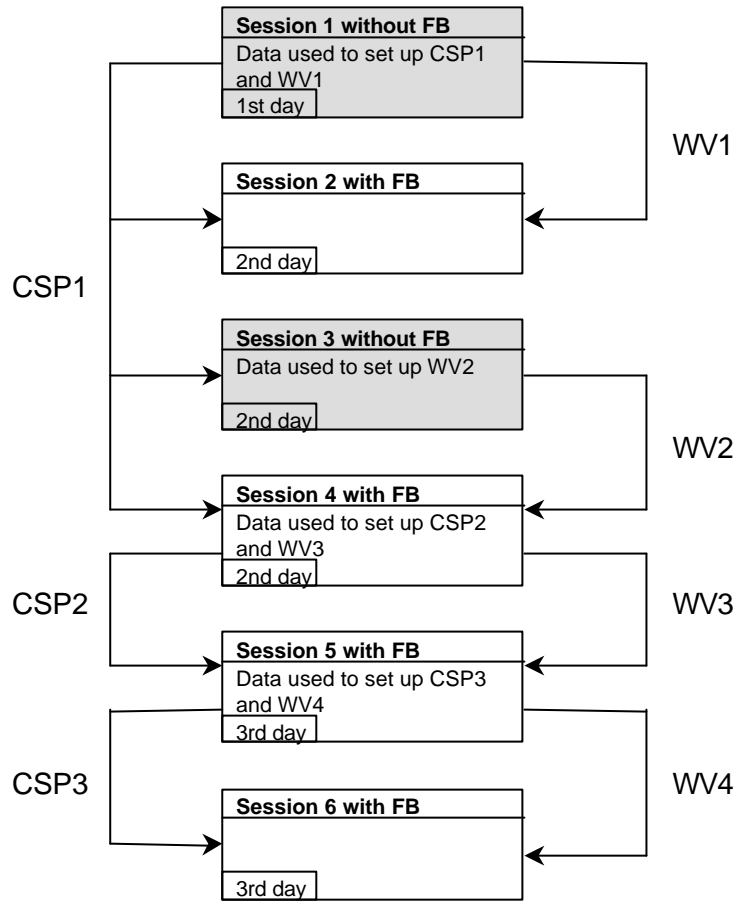 Session 1 without FB
Data used to set up CSP1
and WV1
1st day
WV1
Session 2 with FB
2nd day
CSP1
Session 3 without FB
Data used to set up WV2
2nd day
WV2
Session 4 with FB
Data used to set up CSP2
and WV3
2nd day
CSP2
WV3
Session 5 with FB
Data used to set up CSP3
and WV4
3rd day
CSP3
WV4
Session 6 with FB
3rd day